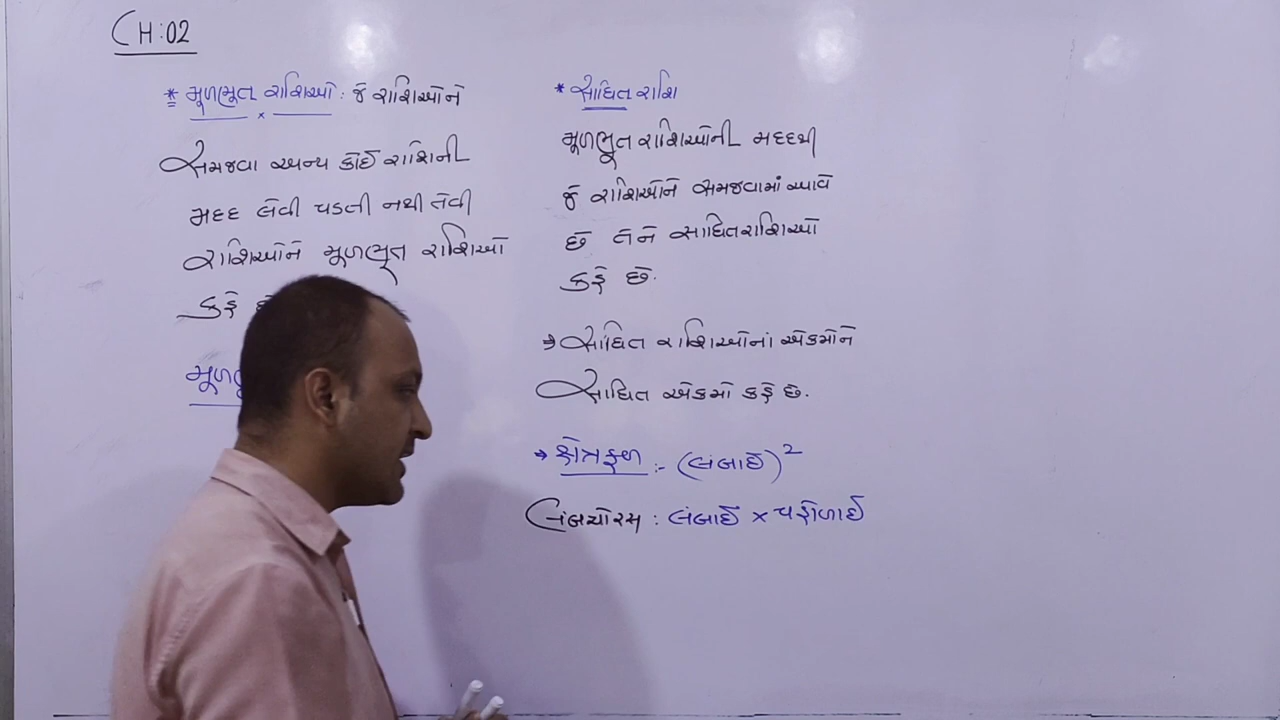 CH:02
* મૂળભૂત રાશિઓ : જે રાશિઓને
સમજવા અન્ય કોઈ રાશિની
મદદ લેવી પડતી નથી તેવી
રાશિઓને મૂળભૂત રાશિઓ
કહે
* સાધિત રાશિ
મૂળભૂત રાશિઓની મદદથી
જે રાશિઓને સમજવામાં આવે
છે તેને સાધિત રાશિઓ
કહે છે.
→ સાધિત રાશિઓનાં એકમોને
સાધિત એકમો કહે છે.
→ ક્ષેત્રફળ :- (લંબાઈ)²
લંબચોરસ : લંબાઈ × પહોળાઈ